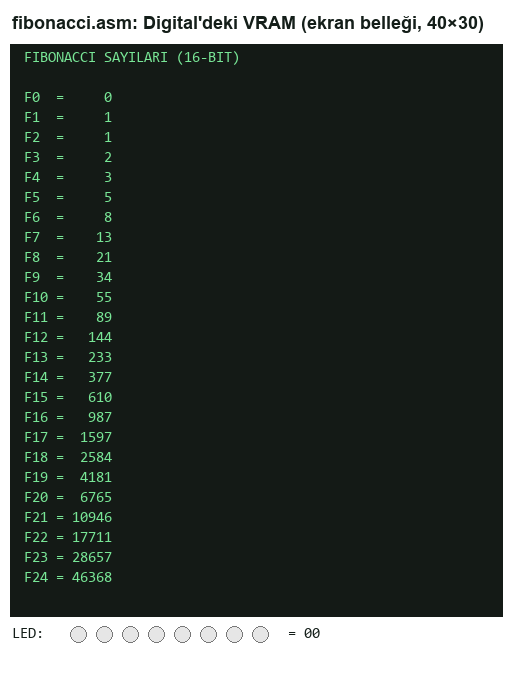 fibonacci.asm: Digital'deki VRAM (ekran belleği, 40×30)
FIBONACCI SAYILARI (16-BIT)
F0  =     0
F1  =     1
F2  =     1
F3  =     2
F4  =     3
F5  =     5
F6  =     8
F7  =    13
F8  =    21
F9  =    34
F10 =    55
F11 =    89
F12 =   144
F13 =   233
F14 =   377
F15 =   610
F16 =   987
F17 =  1597
F18 =  2584
F19 =  4181
F20 =  6765
F21 = 10946
F22 = 17711
F23 = 28657
F24 = 46368
LED: = 00